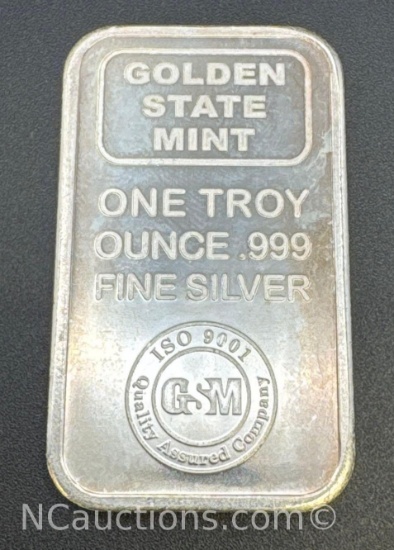 GOLDEN
STATE
MINT
ONE TROY
OUNCE .999
FINE SILVER
ISO 9001
GSM
Quality Assured Company
NCauctions.com©